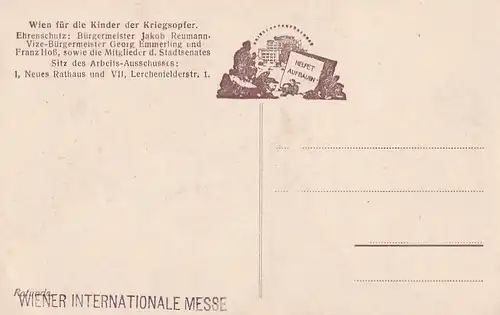 Wien für die Kinder der Kriegsopfer.
Ehrenschutz: Bürgermeister Jakob Reumann,
Vize-Bürgermeister Georg Emmerling und
Franz Hoß, sowie die Mitglieder d. Stadtsenates
Sitz des Arbeits-Ausschusses:
I, Neues Rathaus und VII, Lerchenfelderstr. 1.
HELFET
AUFBAUEN
Rotunde
WIENER INTERNATIONALE MESSE